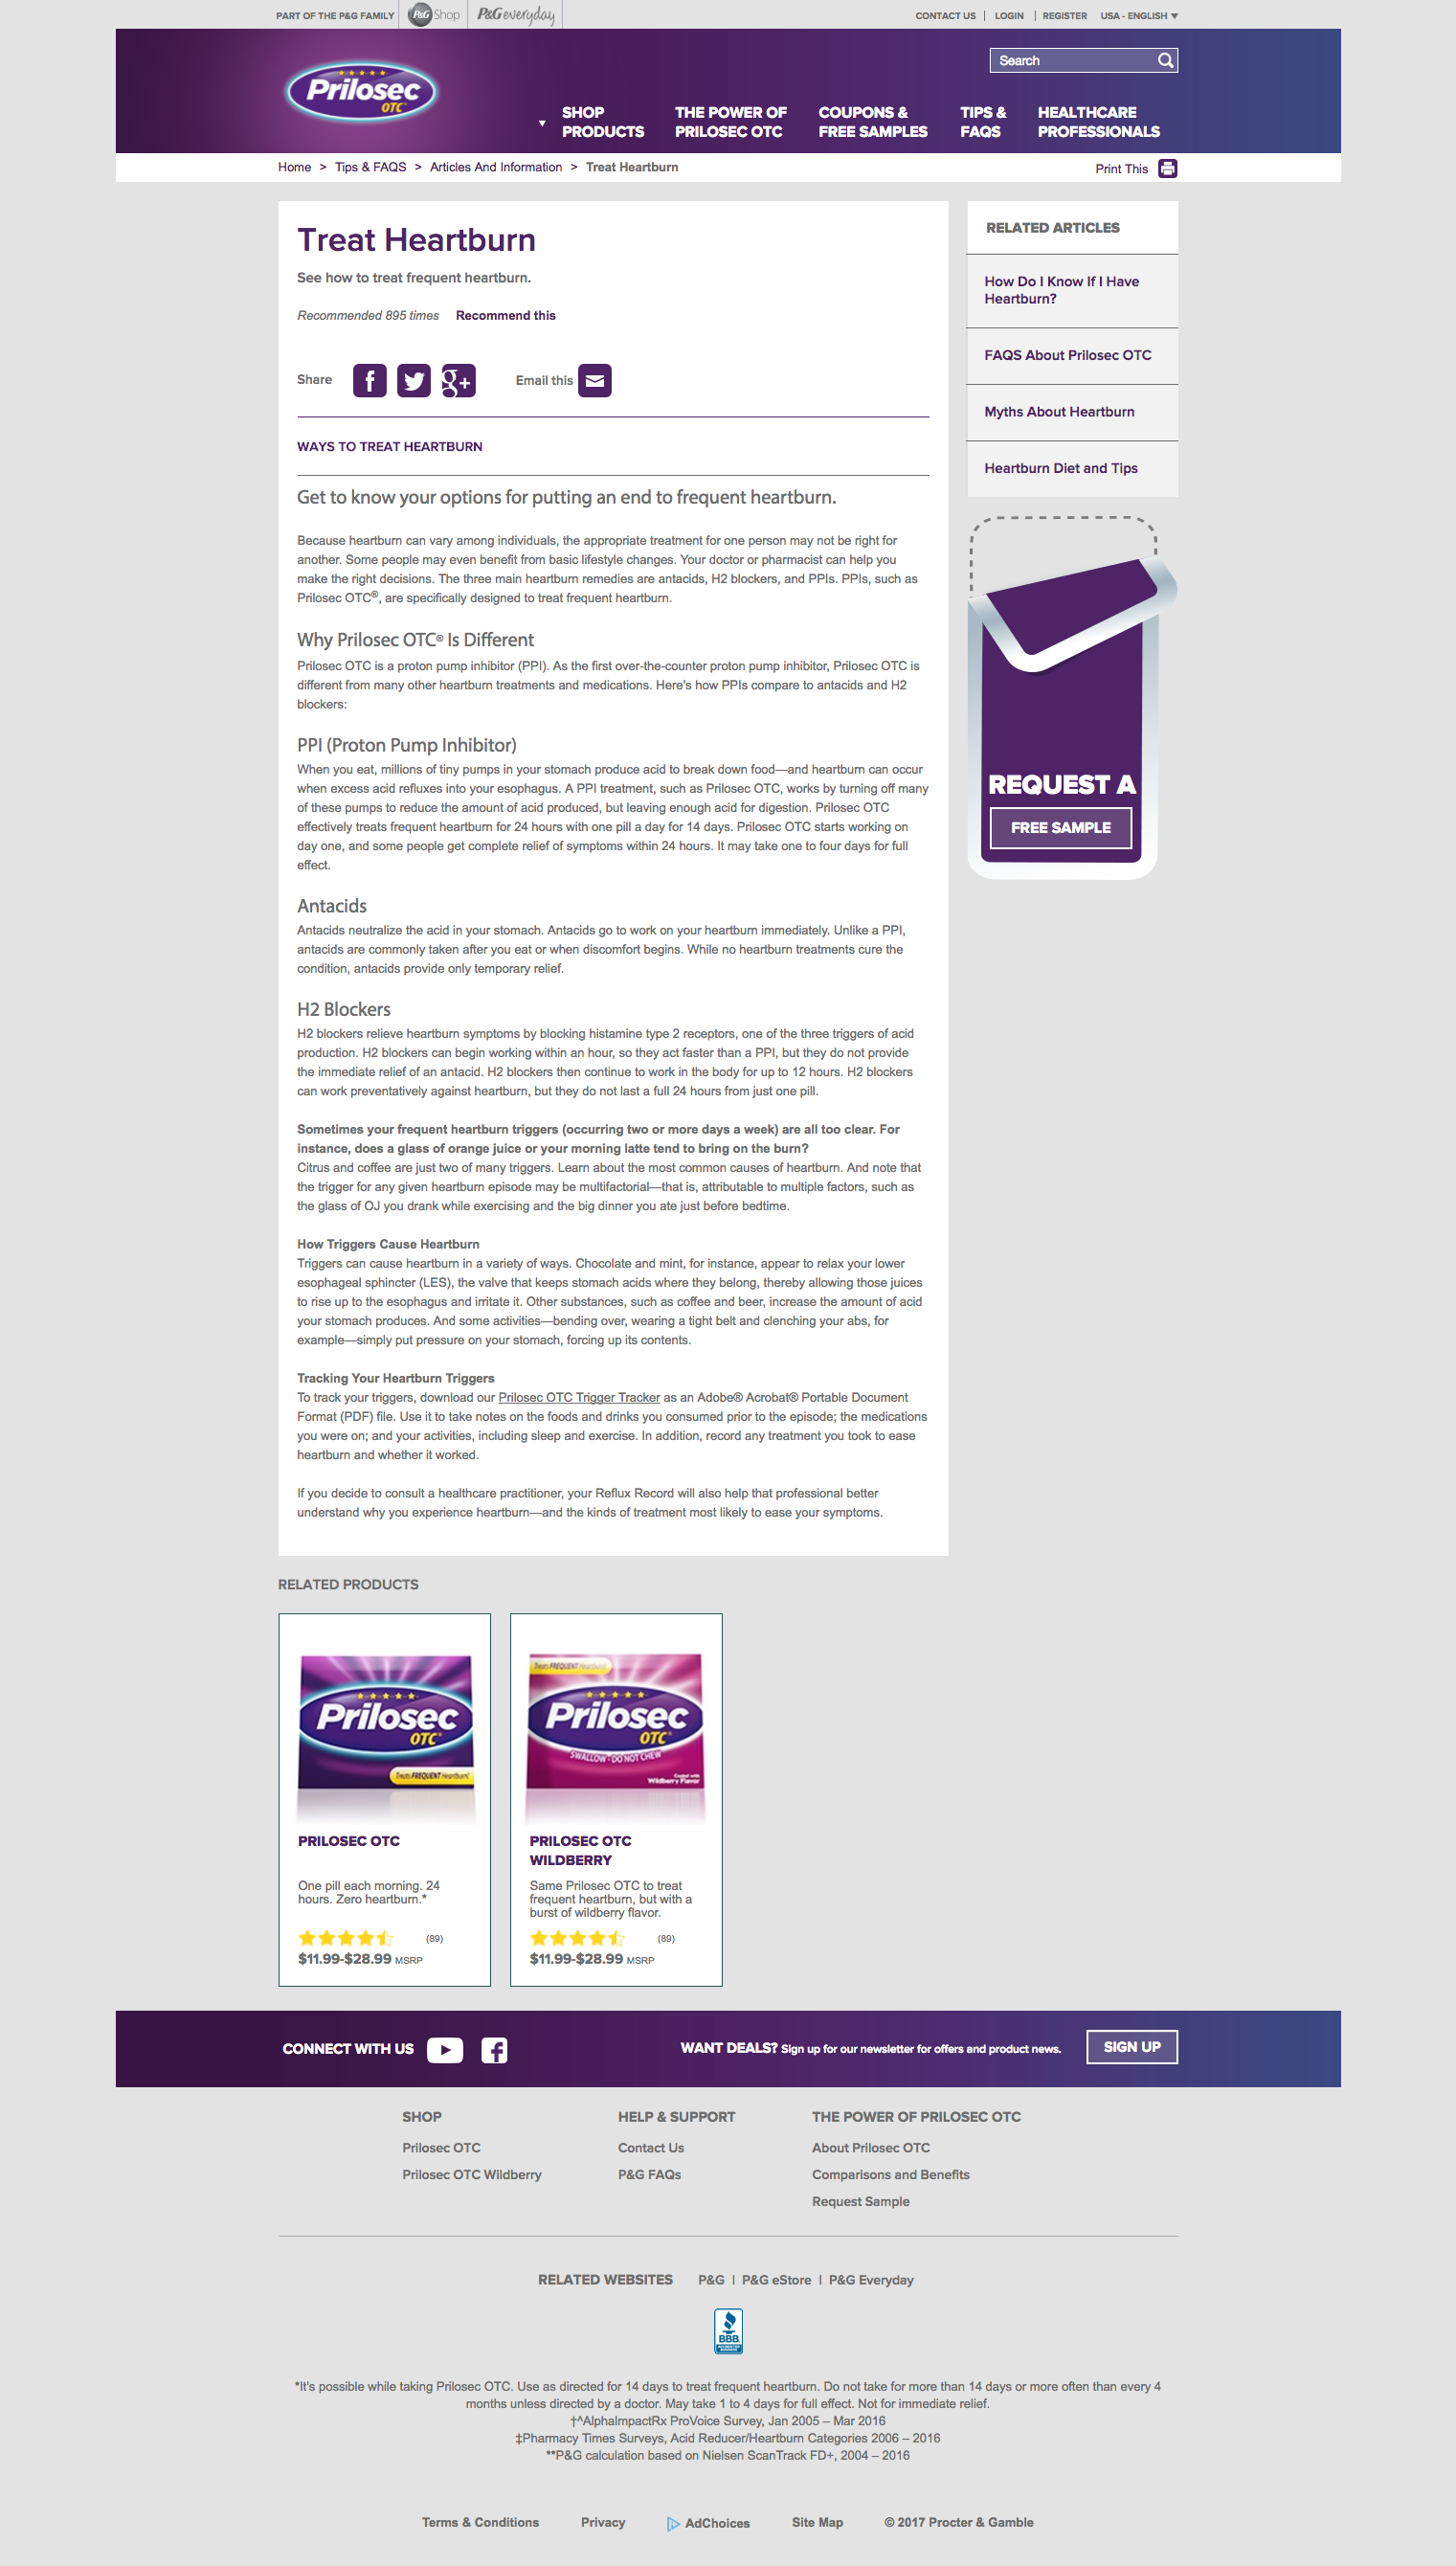 PART OF THE P&G FAMILY
P&G Shop
P&G everyday
CONTACT US | LOGIN | REGISTER USA - ENGLISH ▼
Prilosec
OTC
Search
SHOP PRODUCTS
THE POWER OF PRILOSEC OTC
COUPONS & FREE SAMPLES
TIPS & FAQS
HEALTHCARE PROFESSIONALS
Home > Tips & FAQS > Articles And Information > Treat Heartburn
Print This
Treat Heartburn
See how to treat frequent heartburn.
Recommended 895 times Recommend this
Share
Email this
WAYS TO TREAT HEARTBURN
Get to know your options for putting an end to frequent heartburn.
Because heartburn can vary among individuals, the appropriate treatment for one person may not be right for
another. Some people may even benefit from basic lifestyle changes. Your doctor or pharmacist can help you
make the right decisions. The three main heartburn remedies are antacids, H2 blockers, and PPIs. PPIs, such as
Prilosec OTC®, are specifically designed to treat frequent heartburn.
Why Prilosec OTC® Is Different
Prilosec OTC is a proton pump inhibitor (PPI). As the first over-the-counter proton pump inhibitor, Prilosec OTC is
different from many other heartburn treatments and medications. Here's how PPIs compare to antacids and H2
blockers:
PPI (Proton Pump Inhibitor)
When you eat, millions of tiny pumps in your stomach produce acid to break down food—and heartburn can occur
when excess acid refluxes into your esophagus. A PPI treatment, such as Prilosec OTC, works by turning off many
of these pumps to reduce the amount of acid produced, but leaving enough acid for digestion. Prilosec OTC
effectively treats frequent heartburn for 24 hours with one pill a day for 14 days. Prilosec OTC starts working on
day one, and some people get complete relief of symptoms within 24 hours. It may take one to four days for full
effect.
Antacids
Antacids neutralize the acid in your stomach. Antacids go to work on your heartburn immediately. Unlike a PPI,
antacids are commonly taken after you eat or when discomfort begins. While no heartburn treatments cure the
condition, antacids provide only temporary relief.
H2 Blockers
H2 blockers relieve heartburn symptoms by blocking histamine type 2 receptors, one of the three triggers of acid
production. H2 blockers can begin working within an hour, so they act faster than a PPI, but they do not provide
the immediate relief of an antacid. H2 blockers then continue to work in the body for up to 12 hours. H2 blockers
can work preventatively against heartburn, but they do not last a full 24 hours from just one pill.
Sometimes your frequent heartburn triggers (occurring two or more days a week) are all too clear. For
instance, does a glass of orange juice or your morning latte tend to bring on the burn?
Citrus and coffee are just two of many triggers. Learn about the most common causes of heartburn. And note that
the trigger for any given heartburn episode may be multifactorial—that is, attributable to multiple factors, such as
the glass of OJ you drank while exercising and the big dinner you ate just before bedtime.
How Triggers Cause Heartburn
Triggers can cause heartburn in a variety of ways. Chocolate and mint, for instance, appear to relax your lower
esophageal sphincter (LES), the valve that keeps stomach acids where they belong, thereby allowing those juices
to rise up to the esophagus and irritate it. Other substances, such as coffee and beer, increase the amount of acid
your stomach produces. And some activities—bending over, wearing a tight belt and clenching your abs, for
example—simply put pressure on your stomach, forcing up its contents.
Tracking Your Heartburn Triggers
To track your triggers, download our Prilosec OTC Trigger Tracker as an Adobe® Acrobat® Portable Document
Format (PDF) file. Use it to take notes on the foods and drinks you consumed prior to the episode; the medications
you were on; and your activities, including sleep and exercise. In addition, record any treatment you took to ease
heartburn and whether it worked.
If you decide to consult a healthcare practitioner, your Reflux Record will also help that professional better
understand why you experience heartburn—and the kinds of treatment most likely to ease your symptoms.
RELATED ARTICLES
How Do I Know If I Have
Heartburn?
FAQS About Prilosec OTC
Myths About Heartburn
Heartburn Diet and Tips
REQUEST A
FREE SAMPLE
RELATED PRODUCTS
Prilosec
OTC
Treats FREQUENT Heartburn!
PRILOSEC OTC
One pill each morning. 24
hours. Zero heartburn.*
(89)
$11.99-$28.99 MSRP
Treats FREQUENT Heartburn!
Prilosec
OTC
SWALLOW - DO NOT CHEW
Coated with
Wildberry Flavor
PRILOSEC OTC
WILDBERRY
Same Prilosec OTC to treat
frequent heartburn, but with a
burst of wildberry flavor.
(89)
$11.99-$28.99 MSRP
CONNECT WITH US
WANT DEALS? Sign up for our newsletter for offers and product news.
SIGN UP
SHOP
Prilosec OTC
Prilosec OTC Wildberry
HELP & SUPPORT
Contact Us
P&G FAQs
THE POWER OF PRILOSEC OTC
About Prilosec OTC
Comparisons and Benefits
Request Sample
RELATED WEBSITES P&G | P&G eStore | P&G Everyday
BBB
*It's possible while taking Prilosec OTC. Use as directed for 14 days to treat frequent heartburn. Do not take for more than 14 days or more often than every 4
months unless directed by a doctor. May take 1 to 4 days for full effect. Not for immediate relief.
†^AlphaImpactRx ProVoice Survey, Jan 2005 – Mar 2016
‡Pharmacy Times Surveys, Acid Reducer/Heartburn Categories 2006 – 2016
**P&G calculation based on Nielsen ScanTrack FD+, 2004 – 2016
Terms & Conditions Privacy AdChoices Site Map © 2017 Procter & Gamble